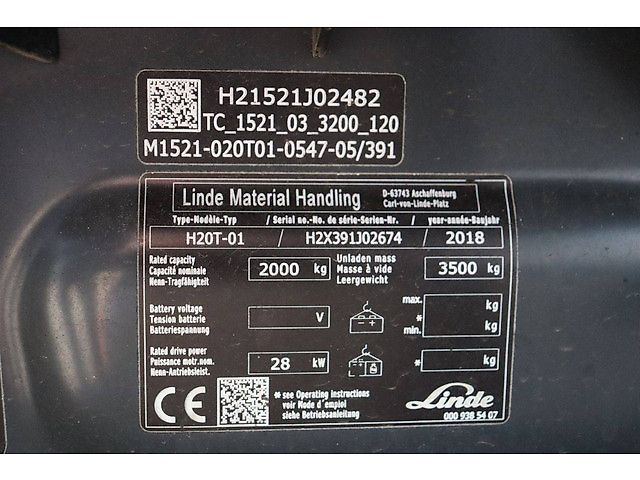 H21521J02482
TC_1521_03_3200_120
M1521-020T01-0547-05/391
Linde Material Handling
D-63743 Aschaffenburg
Carl-von-Linde-Platz
Type-Modèle-Typ / Serial no.-No. de série-Serien-Nr. / year-année-Baujahr
H20T-01 / H2X391J02674 / 2018
Rated capacity
Capacité nominale
Nenn-Tragfähigkeit
2000 kg
Unladen mass
Masse à vide
Leergewicht
3500 kg
Battery voltage
Tension batterie
Batteriespannung
V
- +
max. kg
*
min. kg
Rated drive power
Puissance motr.nom.
Nenn-Antriebsleist.
28 kW
- +
* kg
CE
* see Operating instructions
voir Mode d'emploi
siehe Betriebsanleitung
Linde
000 938 54 07